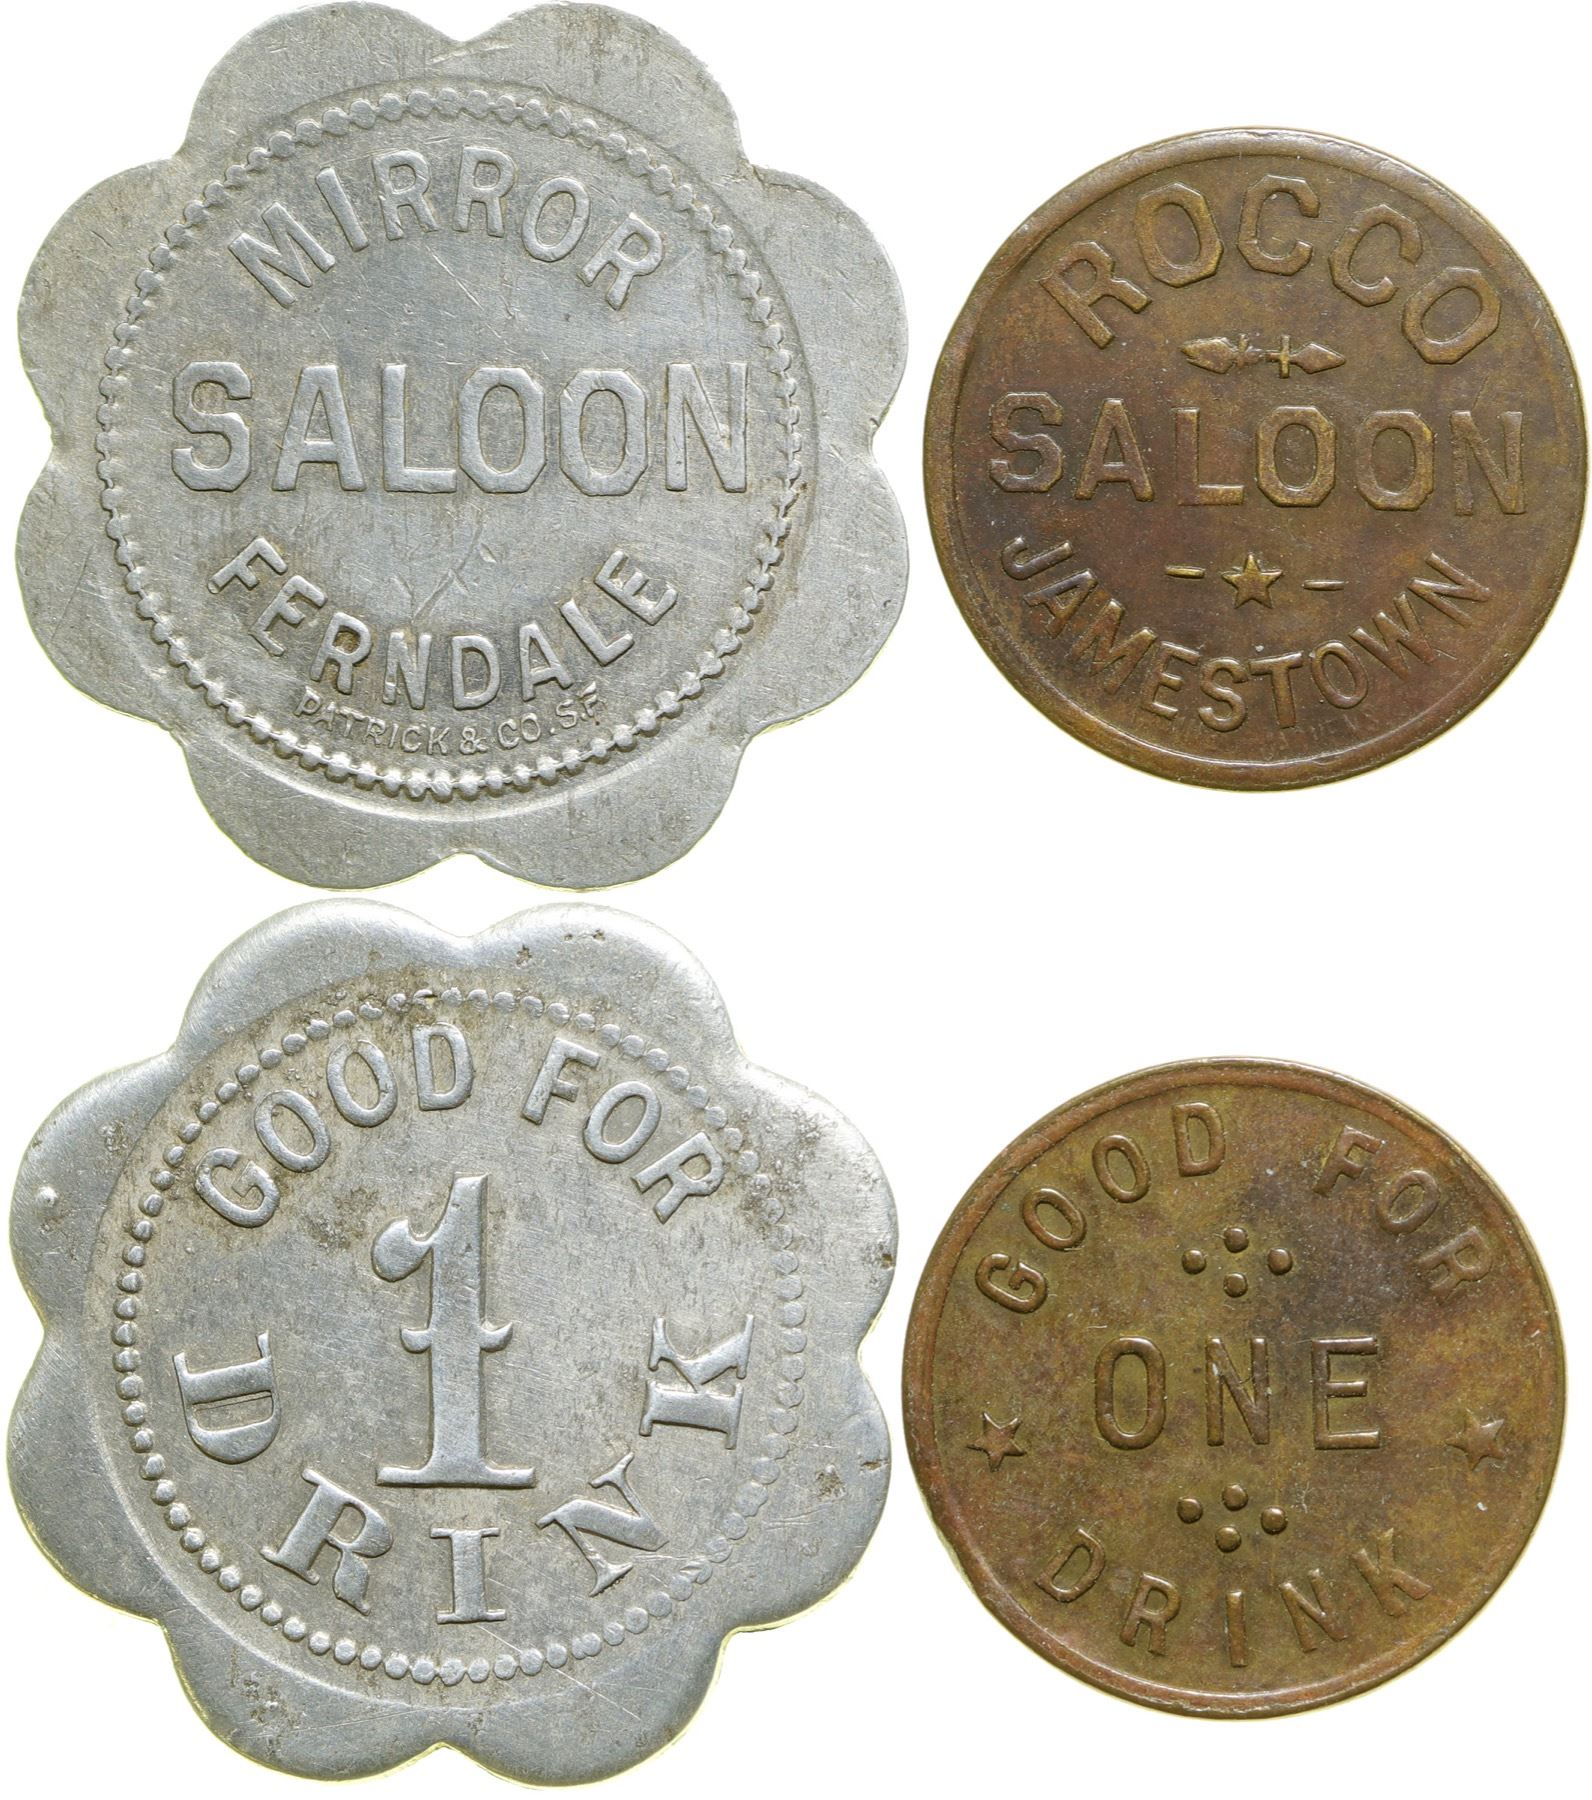 MIRROR
SALOON
FERNDALE
PATRICK & CO. S.F.
ROCCO
SALOON
JAMESTOWN
GOOD FOR
1
DRINK
GOOD FOR
ONE
DRINK